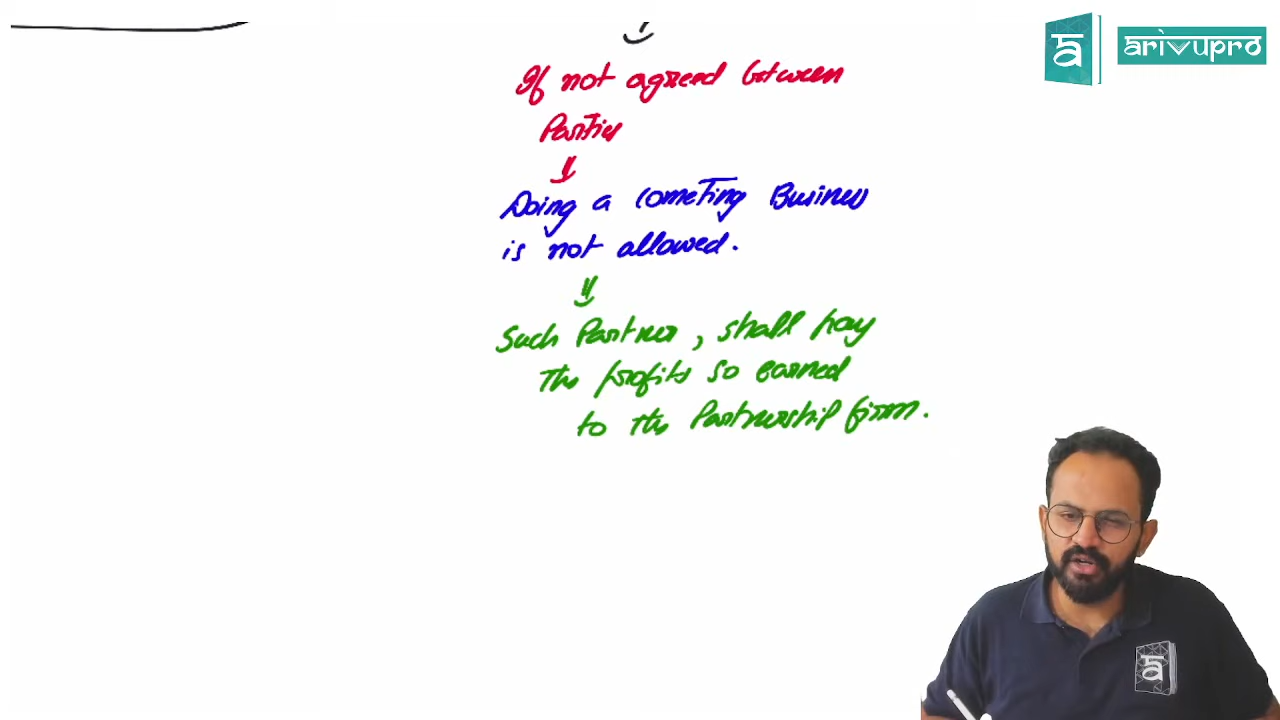 arivupro
If not agreed between
Parties
Doing a Cometing Business
is not allowed.
Such Partner, shall pay
The profits so earned
to the Partnership firm.